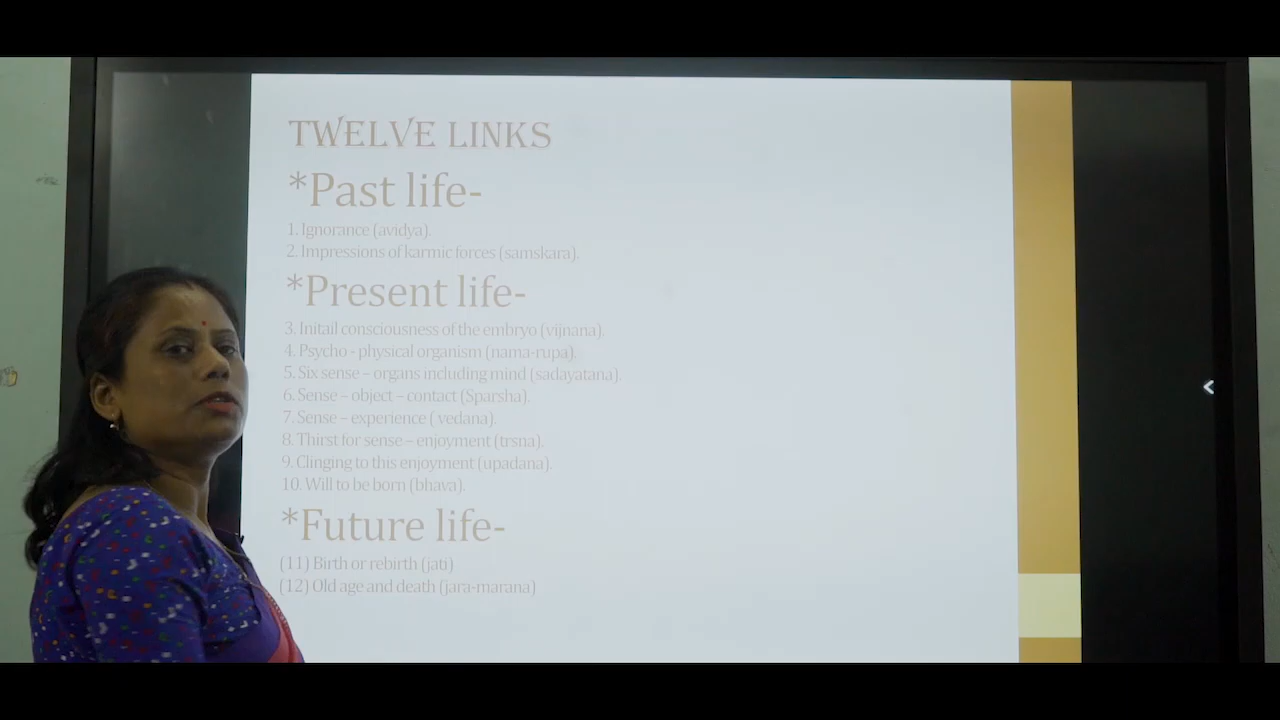 TWELVE LINKS
*Past life-
1. Ignorance (avidya).
2. Impressions of karmic forces (samskara).
*Present life-
3. Initail consciousness of the embryo (vijnana).
4. Psycho - physical organism (nama-rupa).
5. Six sense – organs including mind (sadayatana).
6. Sense – object – contact (Sparsha).
7. Sense – experience ( vedana).
8. Thirst for sense – enjoyment (trsna).
9. Clinging to this enjoyment (upadana).
10. Will to be born (bhava).
*Future life-
(11) Birth or rebirth (jati)
(12) Old age and death (jara-marana)